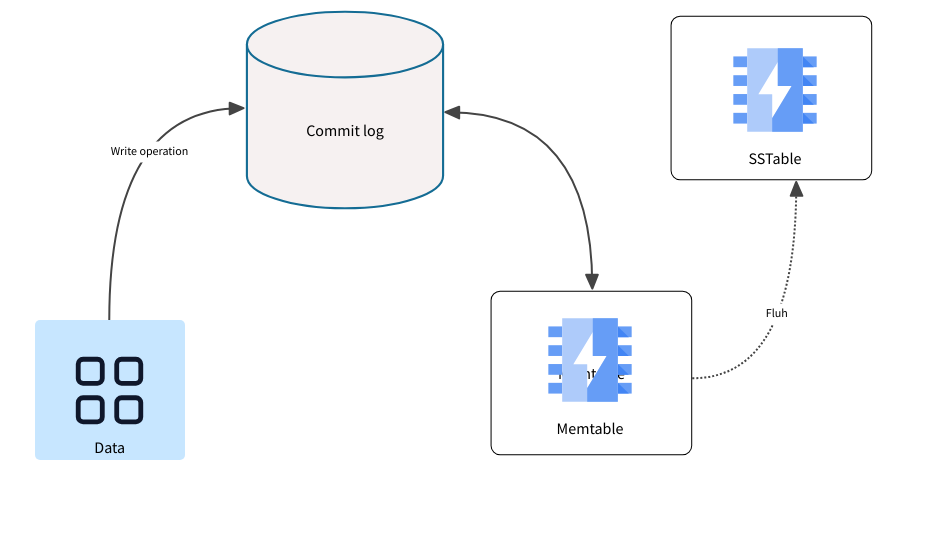 Commit log
SSTable
Write operation
Fluh
Memtable
Data